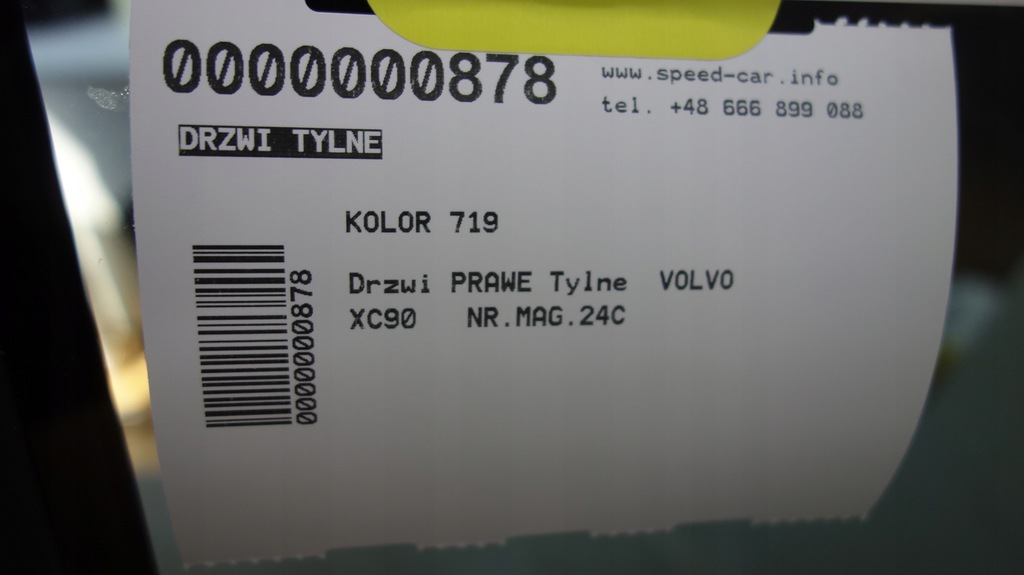 0000000878
www.speed-car.info
tel. +48 666 899 088
DRZWI TYLNE
KOLOR 719
0000000878
Drzwi PRAWE Tylne VOLVO
XC90 NR.MAG.24C